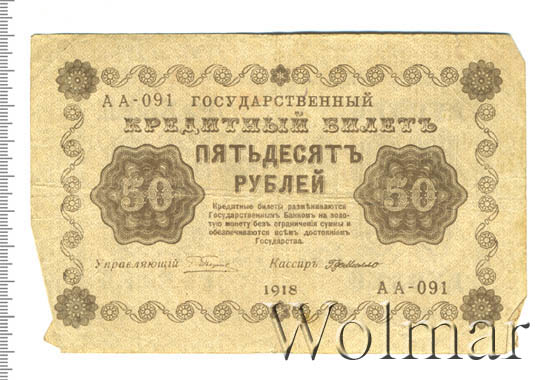 АА-091 ГОСУДАРСТВЕННЫЙ
КРЕДИТНЫЙ БИЛЕТЪ
ПЯТЬДЕСЯТЪ
РУБЛЕЙ
50
50
Кредитные билеты размѣниваются
Государственнымъ Банкомъ на золо-
тую монету безъ ограниченія суммы и
обезпечиваются всѣмъ достояніемъ
Государства.
Управляющій
Кассиръ
1918
АА-091
Wolmar